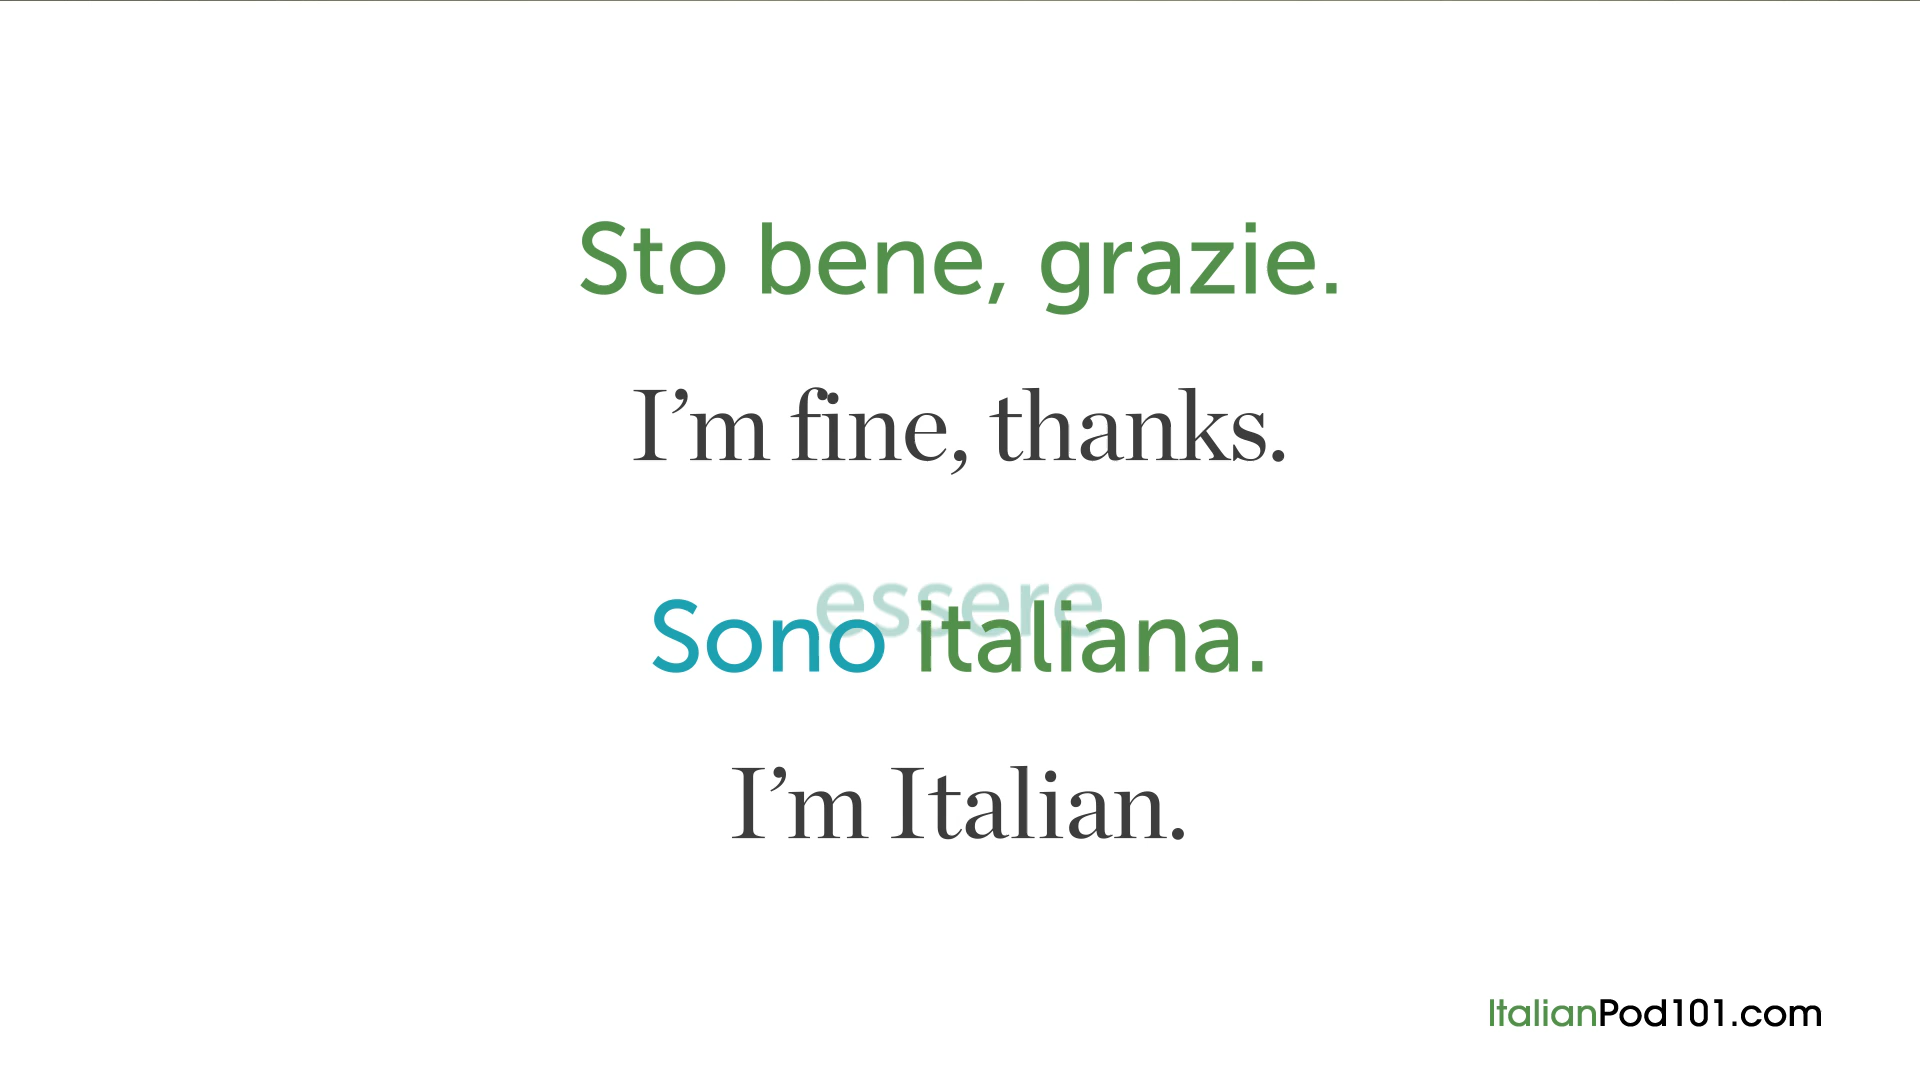 Sto bene, grazie.
I’m fine, thanks.
essere
Sono italiana.
I’m Italian.
ItalianPod101.com